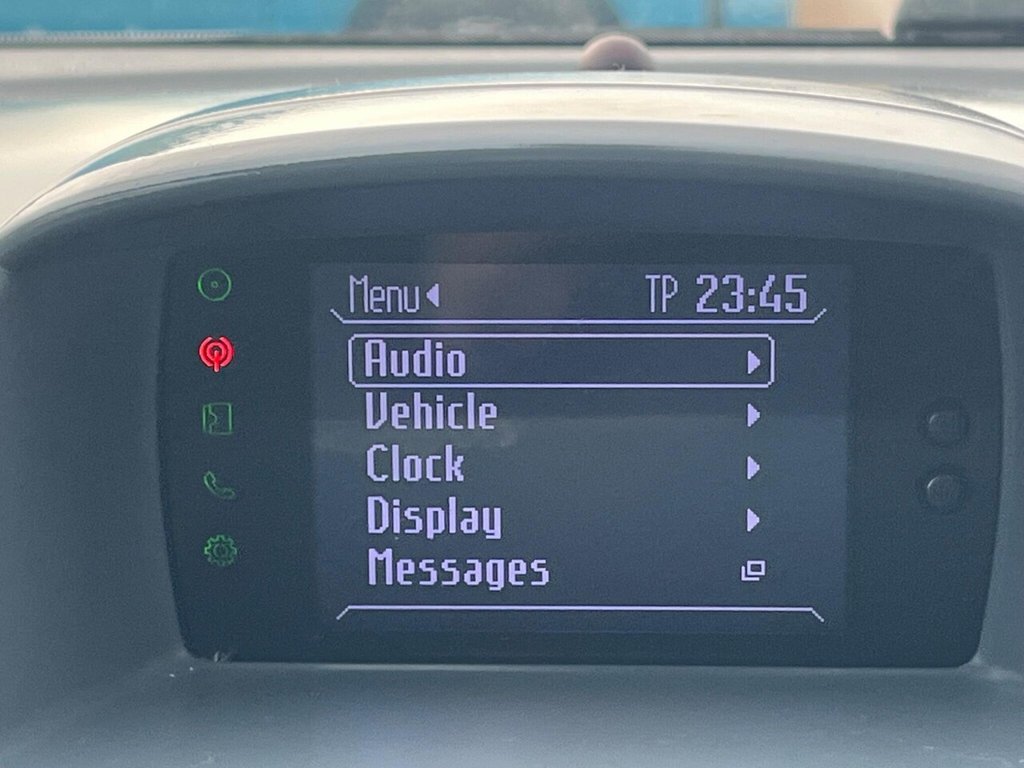 Menu TP 23:45
Audio
Vehicle
Clock
Display
Messages